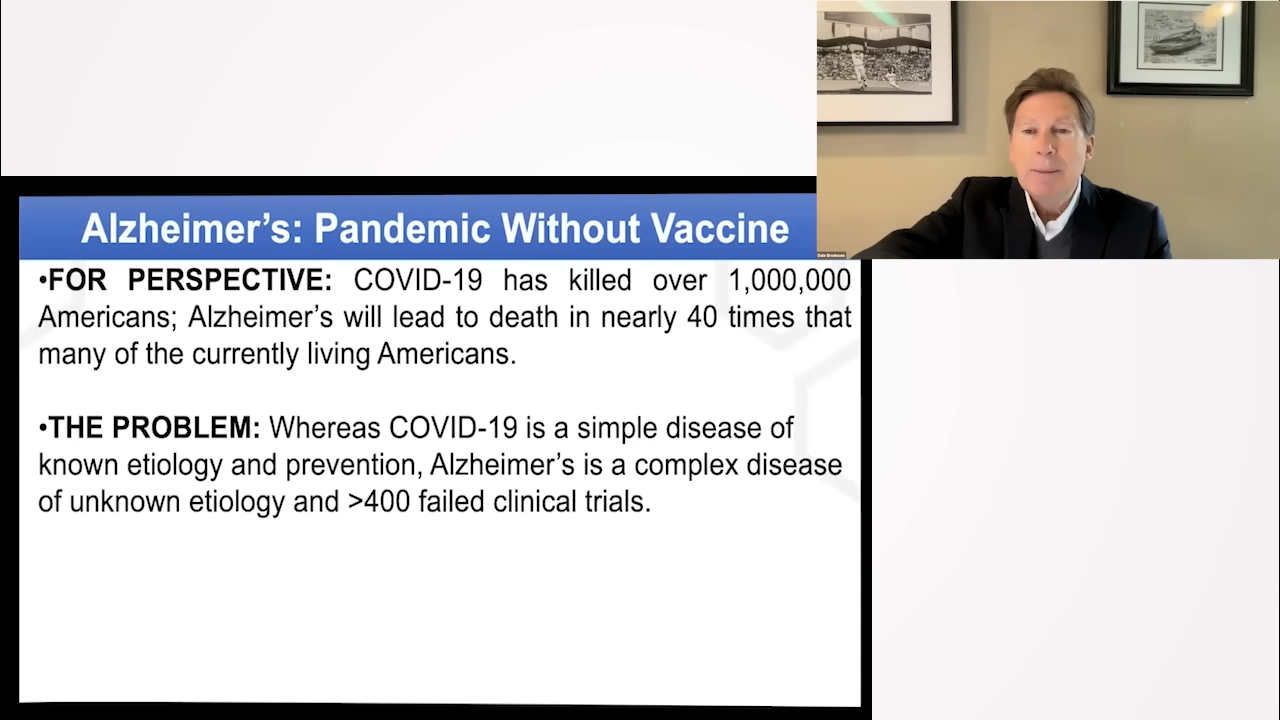 Alzheimer’s: Pandemic Without Vaccine
•FOR PERSPECTIVE: COVID-19 has killed over 1,000,000
Americans; Alzheimer’s will lead to death in nearly 40 times that
many of the currently living Americans.
•THE PROBLEM: Whereas COVID-19 is a simple disease of
known etiology and prevention, Alzheimer’s is a complex disease
of unknown etiology and >400 failed clinical trials.
Dale Bredesen